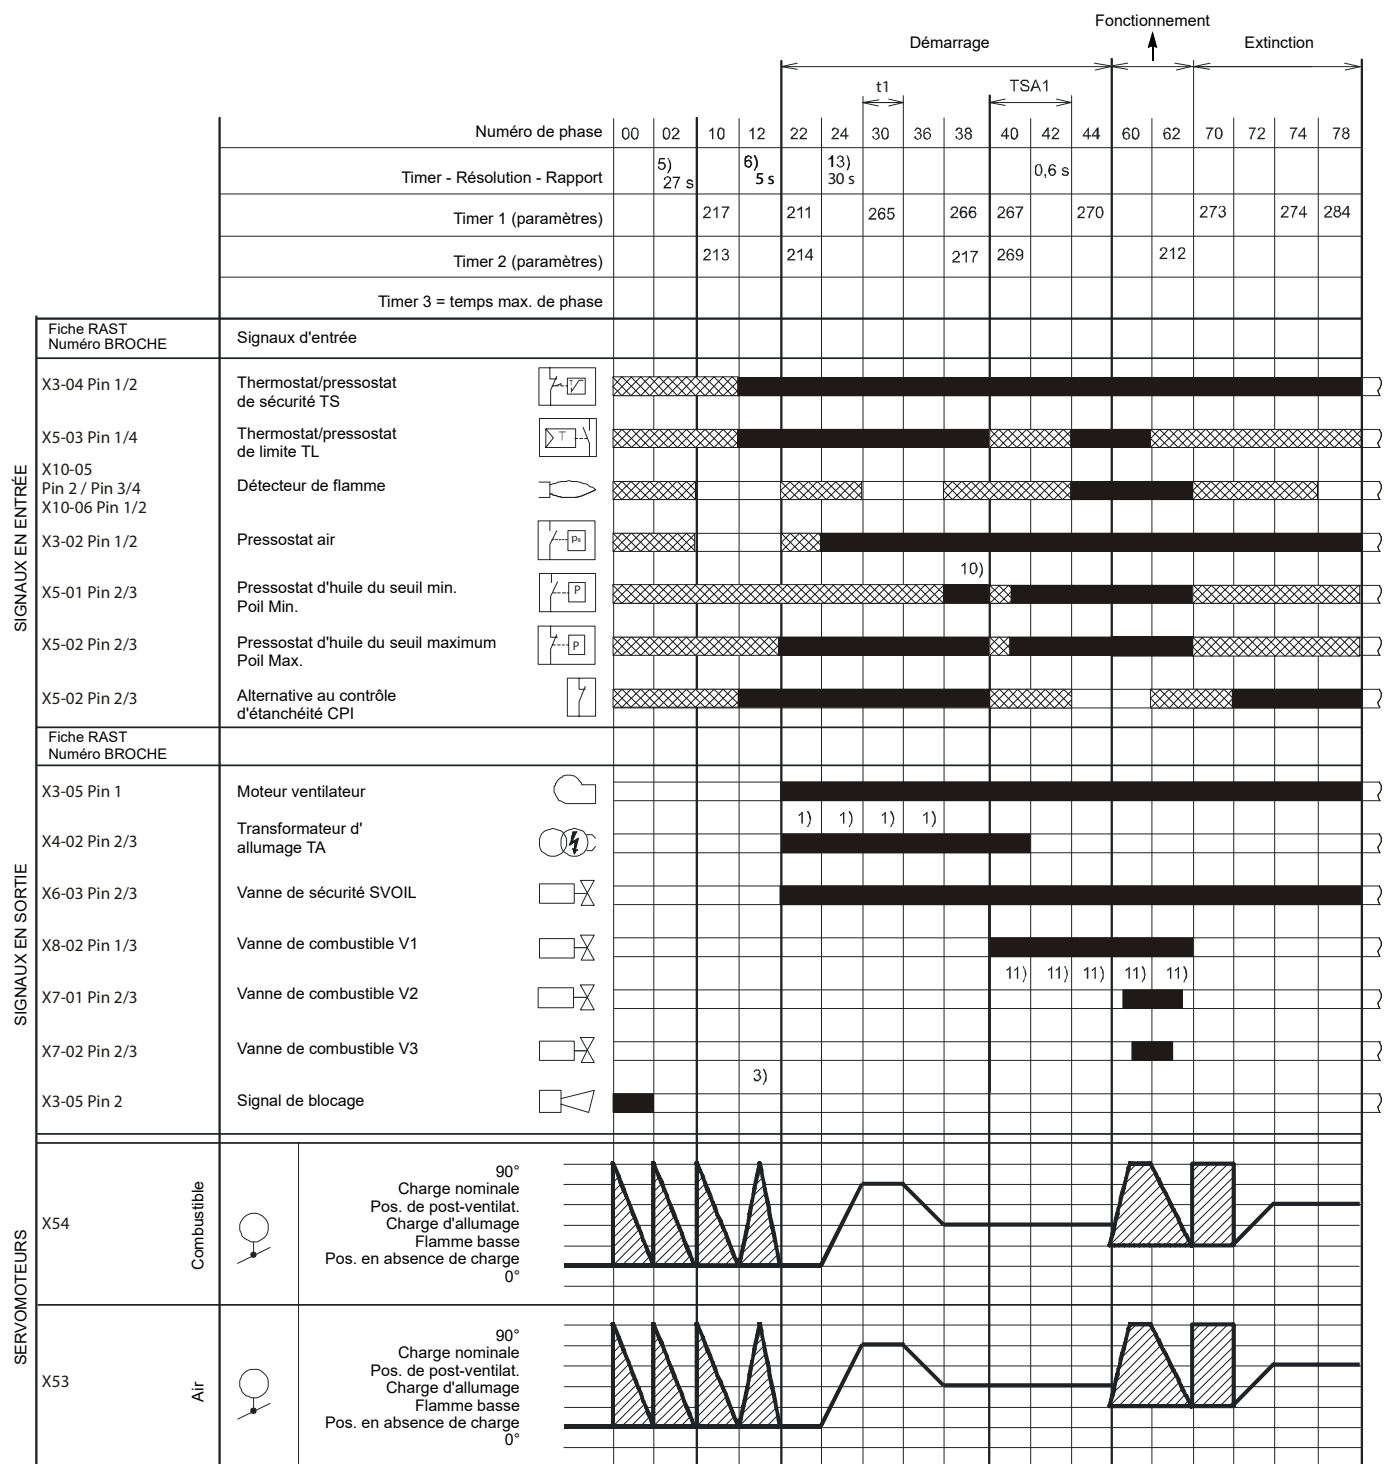 Fonctionnement
Démarrage
Extinction
t1
TSA1
Numéro de phase 00 02 10 12 22 24 30 36 38 40 42 44 60 62 70 72 74 78
Timer - Résolution - Rapport 5) 27 s 6) 5 s 13) 30 s 0,6 s
Timer 1 (paramètres) 217 211 265 266 267 270 273 274 284
Timer 2 (paramètres) 213 214 217 269 212
Timer 3 = temps max. de phase
Fiche RAST
Numéro BROCHE
Signaux d'entrée
SIGNAUX EN ENTRÉE
X3-04 Pin 1/2
Thermostat/pressostat
de sécurité TS
X5-03 Pin 1/4
Thermostat/pressostat
de limite TL
T
X10-05
Pin 2 / Pin 3/4
X10-06 Pin 1/2
Détecteur de flamme
X3-02 Pin 1/2
Pressostat air
10)
X5-01 Pin 2/3
Pressostat d'huile du seuil min.
Poil Min.
P
X5-02 Pin 2/3
Pressostat d'huile du seuil maximum
Poil Max.
P
X5-02 Pin 2/3
Alternative au contrôle
d'étanchéité CPI
Fiche RAST
Numéro BROCHE
SIGNAUX EN SORTIE
X3-05 Pin 1
Moteur ventilateur
1) 1) 1) 1)
X4-02 Pin 2/3
Transformateur d'
allumage TA
X6-03 Pin 2/3
Vanne de sécurité SVOIL
X8-02 Pin 1/3
Vanne de combustible V1
11) 11) 11) 11) 11)
X7-01 Pin 2/3
Vanne de combustible V2
X7-02 Pin 2/3
Vanne de combustible V3
3)
X3-05 Pin 2
Signal de blocage
SERVOMOTEURS
X54
Combustible
90°
Charge nominale
Pos. de post-ventilat.
Charge d'allumage
Flamme basse
Pos. en absence de charge
0°
X53
Air
90°
Charge nominale
Pos. de post-ventilat.
Charge d'allumage
Flamme basse
Pos. en absence de charge
0°